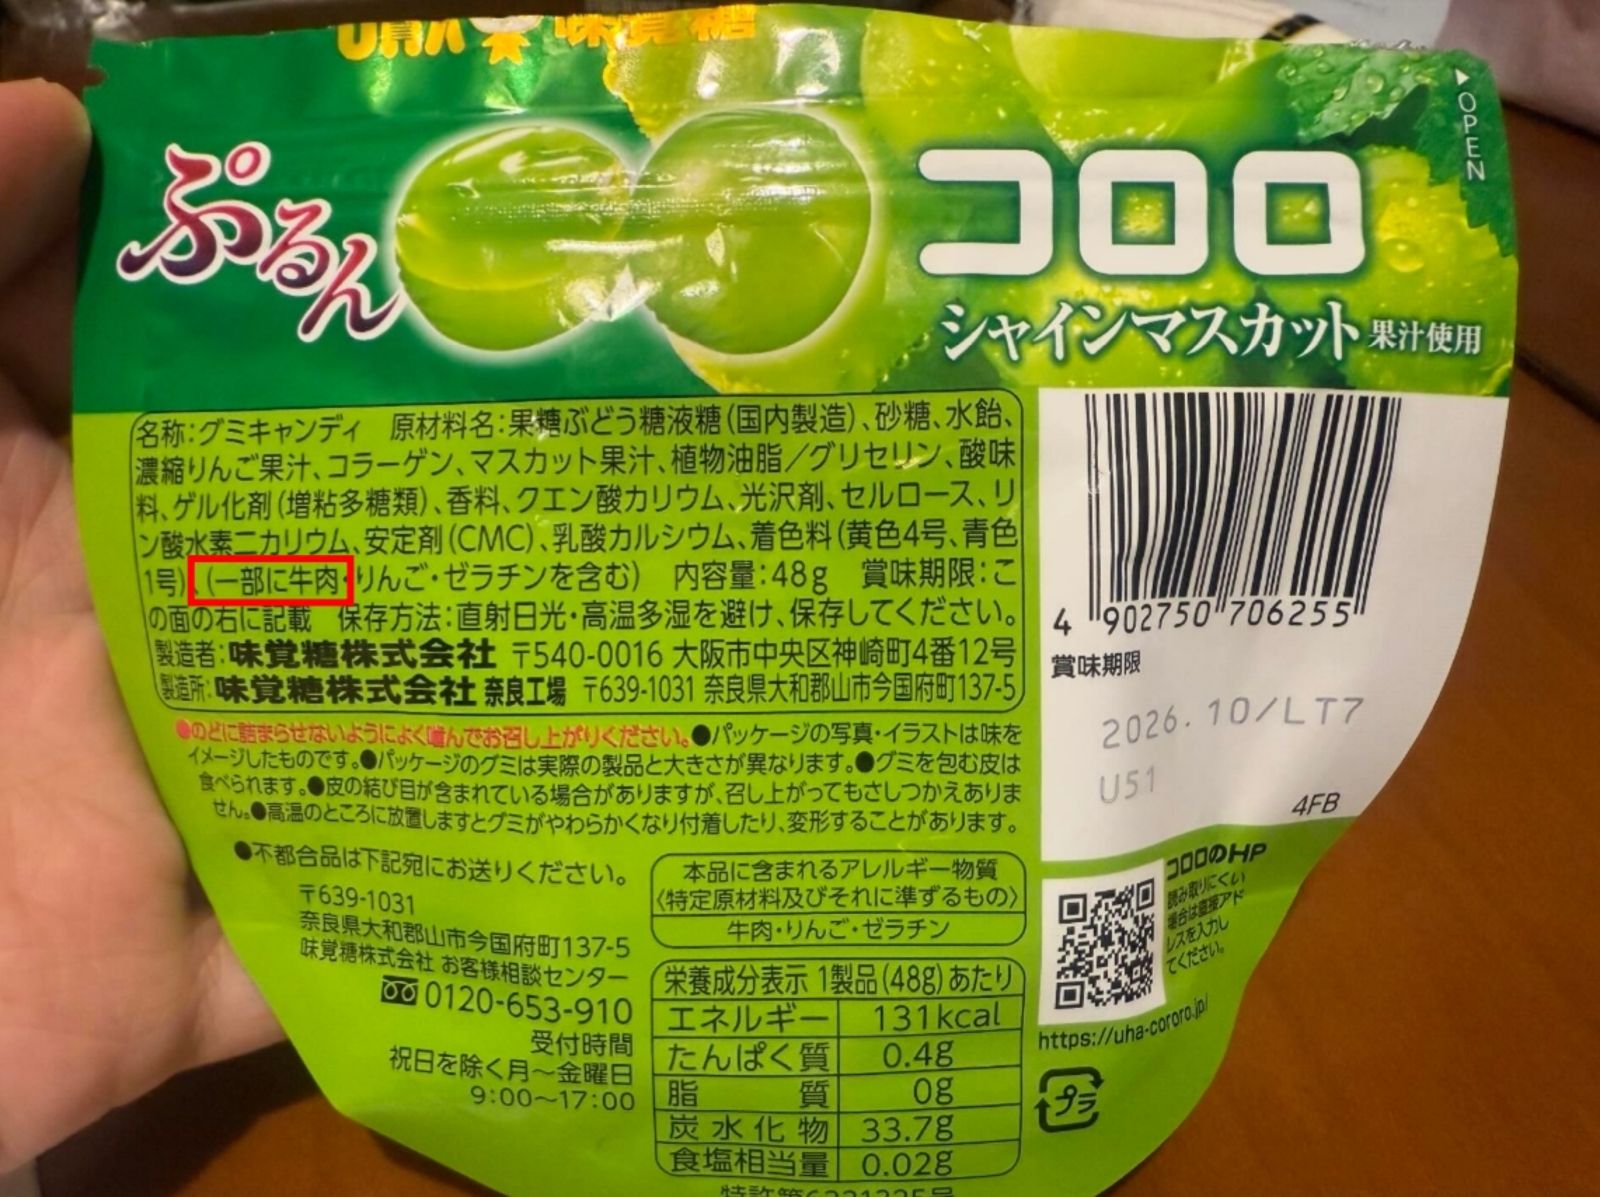 UHA 味覚糖
ぷるん
コロロ
シャインマスカット 果汁使用
OPEN
名称:グミキャンディ 原材料名:果糖ぶどう糖液糖(国内製造)、砂糖、水飴、
濃縮りんご果汁、コラーゲン、マスカット果汁、植物油脂/グリセリン、酸味
料、ゲル化剤(増粘多糖類)、香料、クエン酸カリウム、光沢剤、セルロース、リ
ン酸水素二カリウム、安定剤(CMC)、乳酸カルシウム、着色料(黄色4号、青色
1号)、(一部に牛肉・りんご・ゼラチンを含む) 内容量:48g 賞味期限:こ
の面の右に記載 保存方法:直射日光・高温多湿を避け、保存してください。
製造者:味覚糖株式会社 〒540-0016 大阪市中央区神崎町4番12号
製造所:味覚糖株式会社 奈良工場 〒639-1031 奈良県大和郡山市今国府町137-5
●のどに詰まらせないようによく噛んでお召し上がりください。●パッケージの写真・イラストは味を
イメージしたものです。●パッケージのグミは実際の製品と大きさが異なります。●グミを包む皮は
食べられます。●皮の結び目が含まれている場合がありますが、召し上がってもさしつかえありま
せん。●高温のところに放置しますとグミがやわらかくなり付着したり、変形することがあります。
●不都合品は下記宛にお送りください。
〒639-1031
奈良県大和郡山市今国府町137-5
味覚糖株式会社 お客様相談センター
0120-653-910
受付時間
祝日を除く月~金曜日
9:00~17:00
本品に含まれるアレルギー物質
〈特定原材料及びそれに準ずるもの〉
牛肉・りんご・ゼラチン
栄養成分表示 1製品(48g)あたり
エネルギー 131kcal
たんぱく質 0.4g
脂質 0g
炭水化物 33.7g
食塩相当量 0.02g
4 902750 706255
賞味期限
2026.10/LT7
U51
4FB
コロロのHP
読み取りにくい
場合は直接アド
レスを入力し
てください。
https://uha-cororo.jp/
プラ